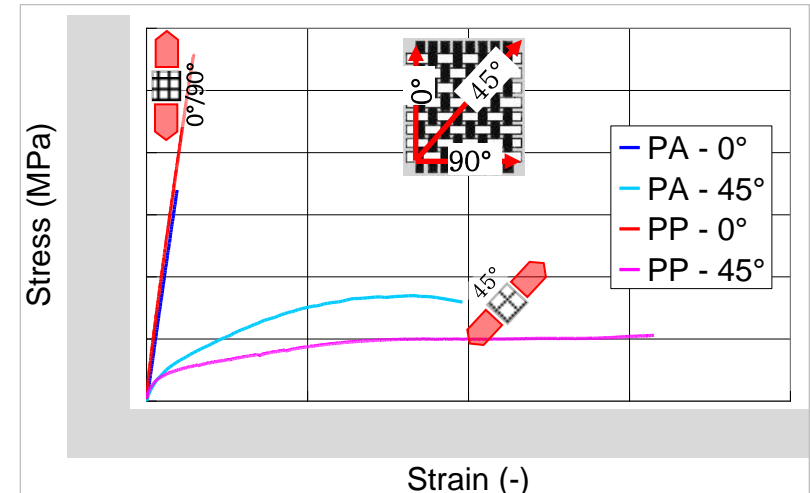 Stress (MPa)
0°/90°
0°
45°
90°
PA - 0°
PA - 45°
PP - 0°
PP - 45°
45°
Strain (-)